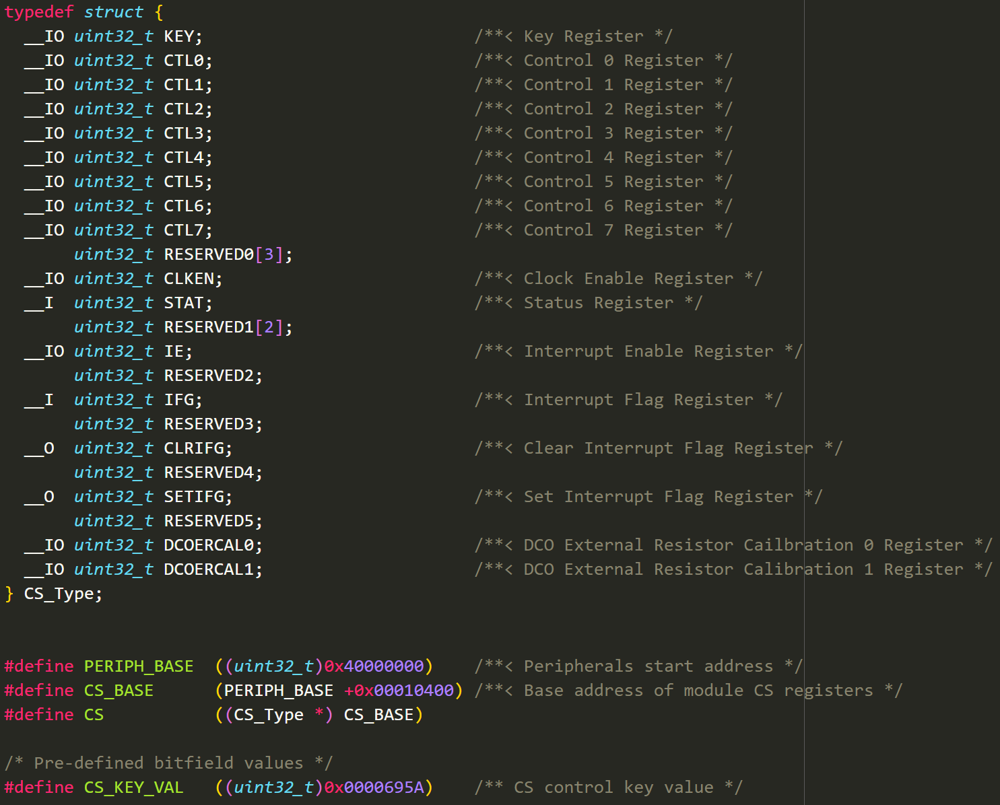 typedef struct {
  __IO uint32_t KEY;                            /**< Key Register */
  __IO uint32_t CTL0;                           /**< Control 0 Register */
  __IO uint32_t CTL1;                           /**< Control 1 Register */
  __IO uint32_t CTL2;                           /**< Control 2 Register */
  __IO uint32_t CTL3;                           /**< Control 3 Register */
  __IO uint32_t CTL4;                           /**< Control 4 Register */
  __IO uint32_t CTL5;                           /**< Control 5 Register */
  __IO uint32_t CTL6;                           /**< Control 6 Register */
  __IO uint32_t CTL7;                           /**< Control 7 Register */
       uint32_t RESERVED0[3];
  __IO uint32_t CLKEN;                          /**< Clock Enable Register */
  __I  uint32_t STAT;                           /**< Status Register */
       uint32_t RESERVED1[2];
  __IO uint32_t IE;                             /**< Interrupt Enable Register */
       uint32_t RESERVED2;
  __I  uint32_t IFG;                            /**< Interrupt Flag Register */
       uint32_t RESERVED3;
  __O  uint32_t CLRIFG;                         /**< Clear Interrupt Flag Register */
       uint32_t RESERVED4;
  __O  uint32_t SETIFG;                         /**< Set Interrupt Flag Register */
       uint32_t RESERVED5;
  __IO uint32_t DCOERCAL0;                      /**< DCO External Resistor Cailbration 0 Register */
  __IO uint32_t DCOERCAL1;                      /**< DCO External Resistor Calibration 1 Register */
} CS_Type;
#define PERIPH_BASE  ((uint32_t)0x40000000)    /**< Peripherals start address */
#define CS_BASE      (PERIPH_BASE +0x00010400) /**< Base address of module CS registers */
#define CS           ((CS_Type *) CS_BASE)
/* Pre-defined bitfield values */
#define CS_KEY_VAL   ((uint32_t)0x0000695A)    /** CS control key value */